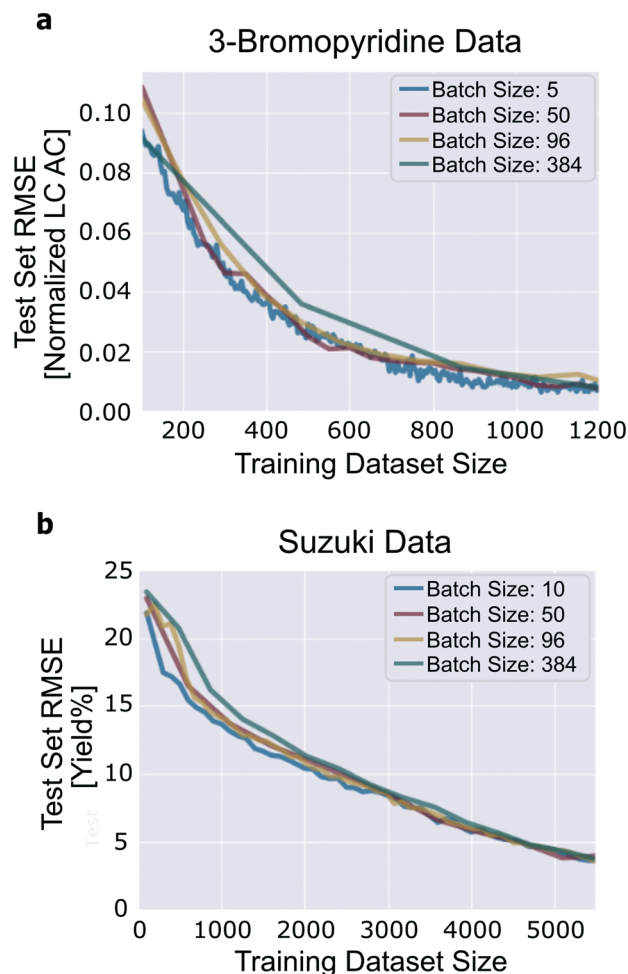 a
3-Bromopyridine Data
Test Set RMSE
[Normalized LC AC]
0.10
0.08
0.06
0.04
0.02
0.00
Batch Size: 5
Batch Size: 50
Batch Size: 96
Batch Size: 384
200 400 600 800 1000 1200
Training Dataset Size
b
Suzuki Data
Test Set RMSE
[Yield%]
Test
25
20
15
10
5
0
Batch Size: 10
Batch Size: 50
Batch Size: 96
Batch Size: 384
0 1000 2000 3000 4000 5000
Training Dataset Size